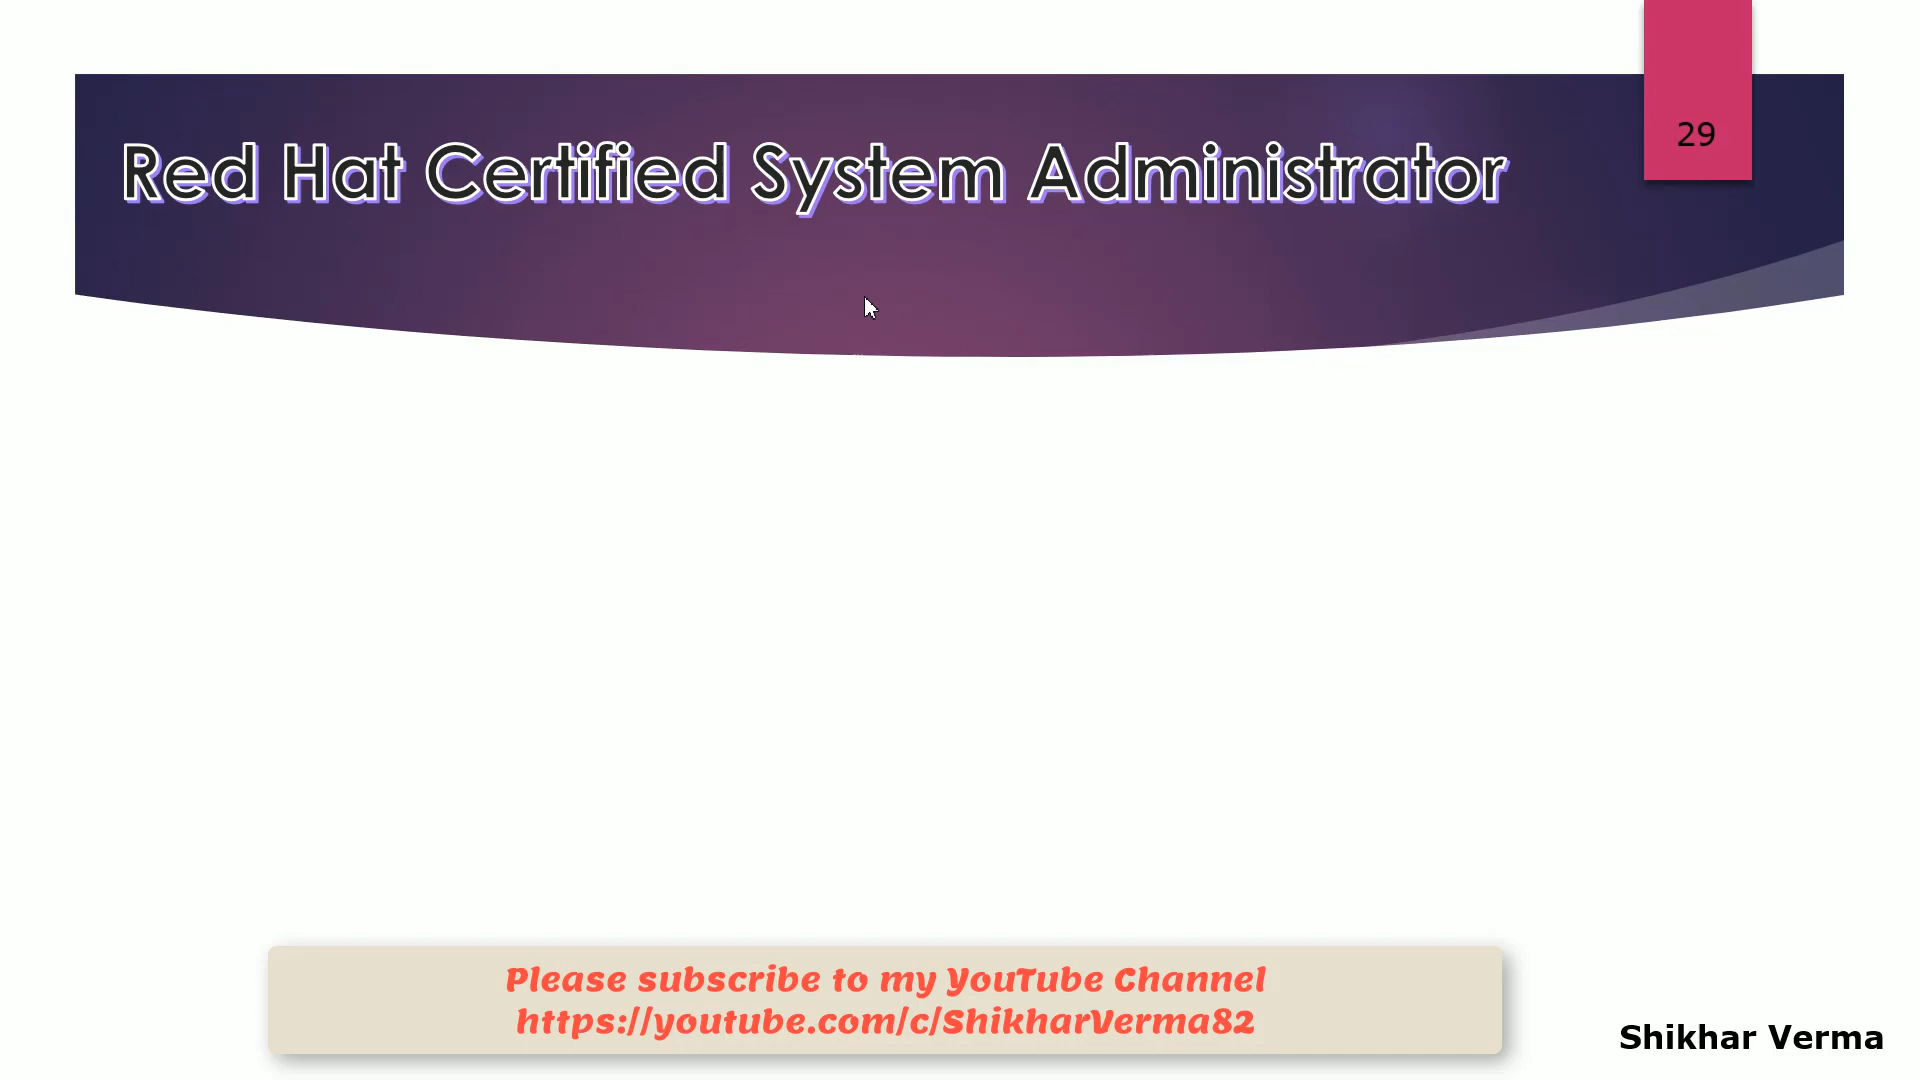 29
Red Hat Certified System Administrator
Please subscribe to my YouTube Channel
https://youtube.com/c/ShikharVerma82
Shikhar Verma